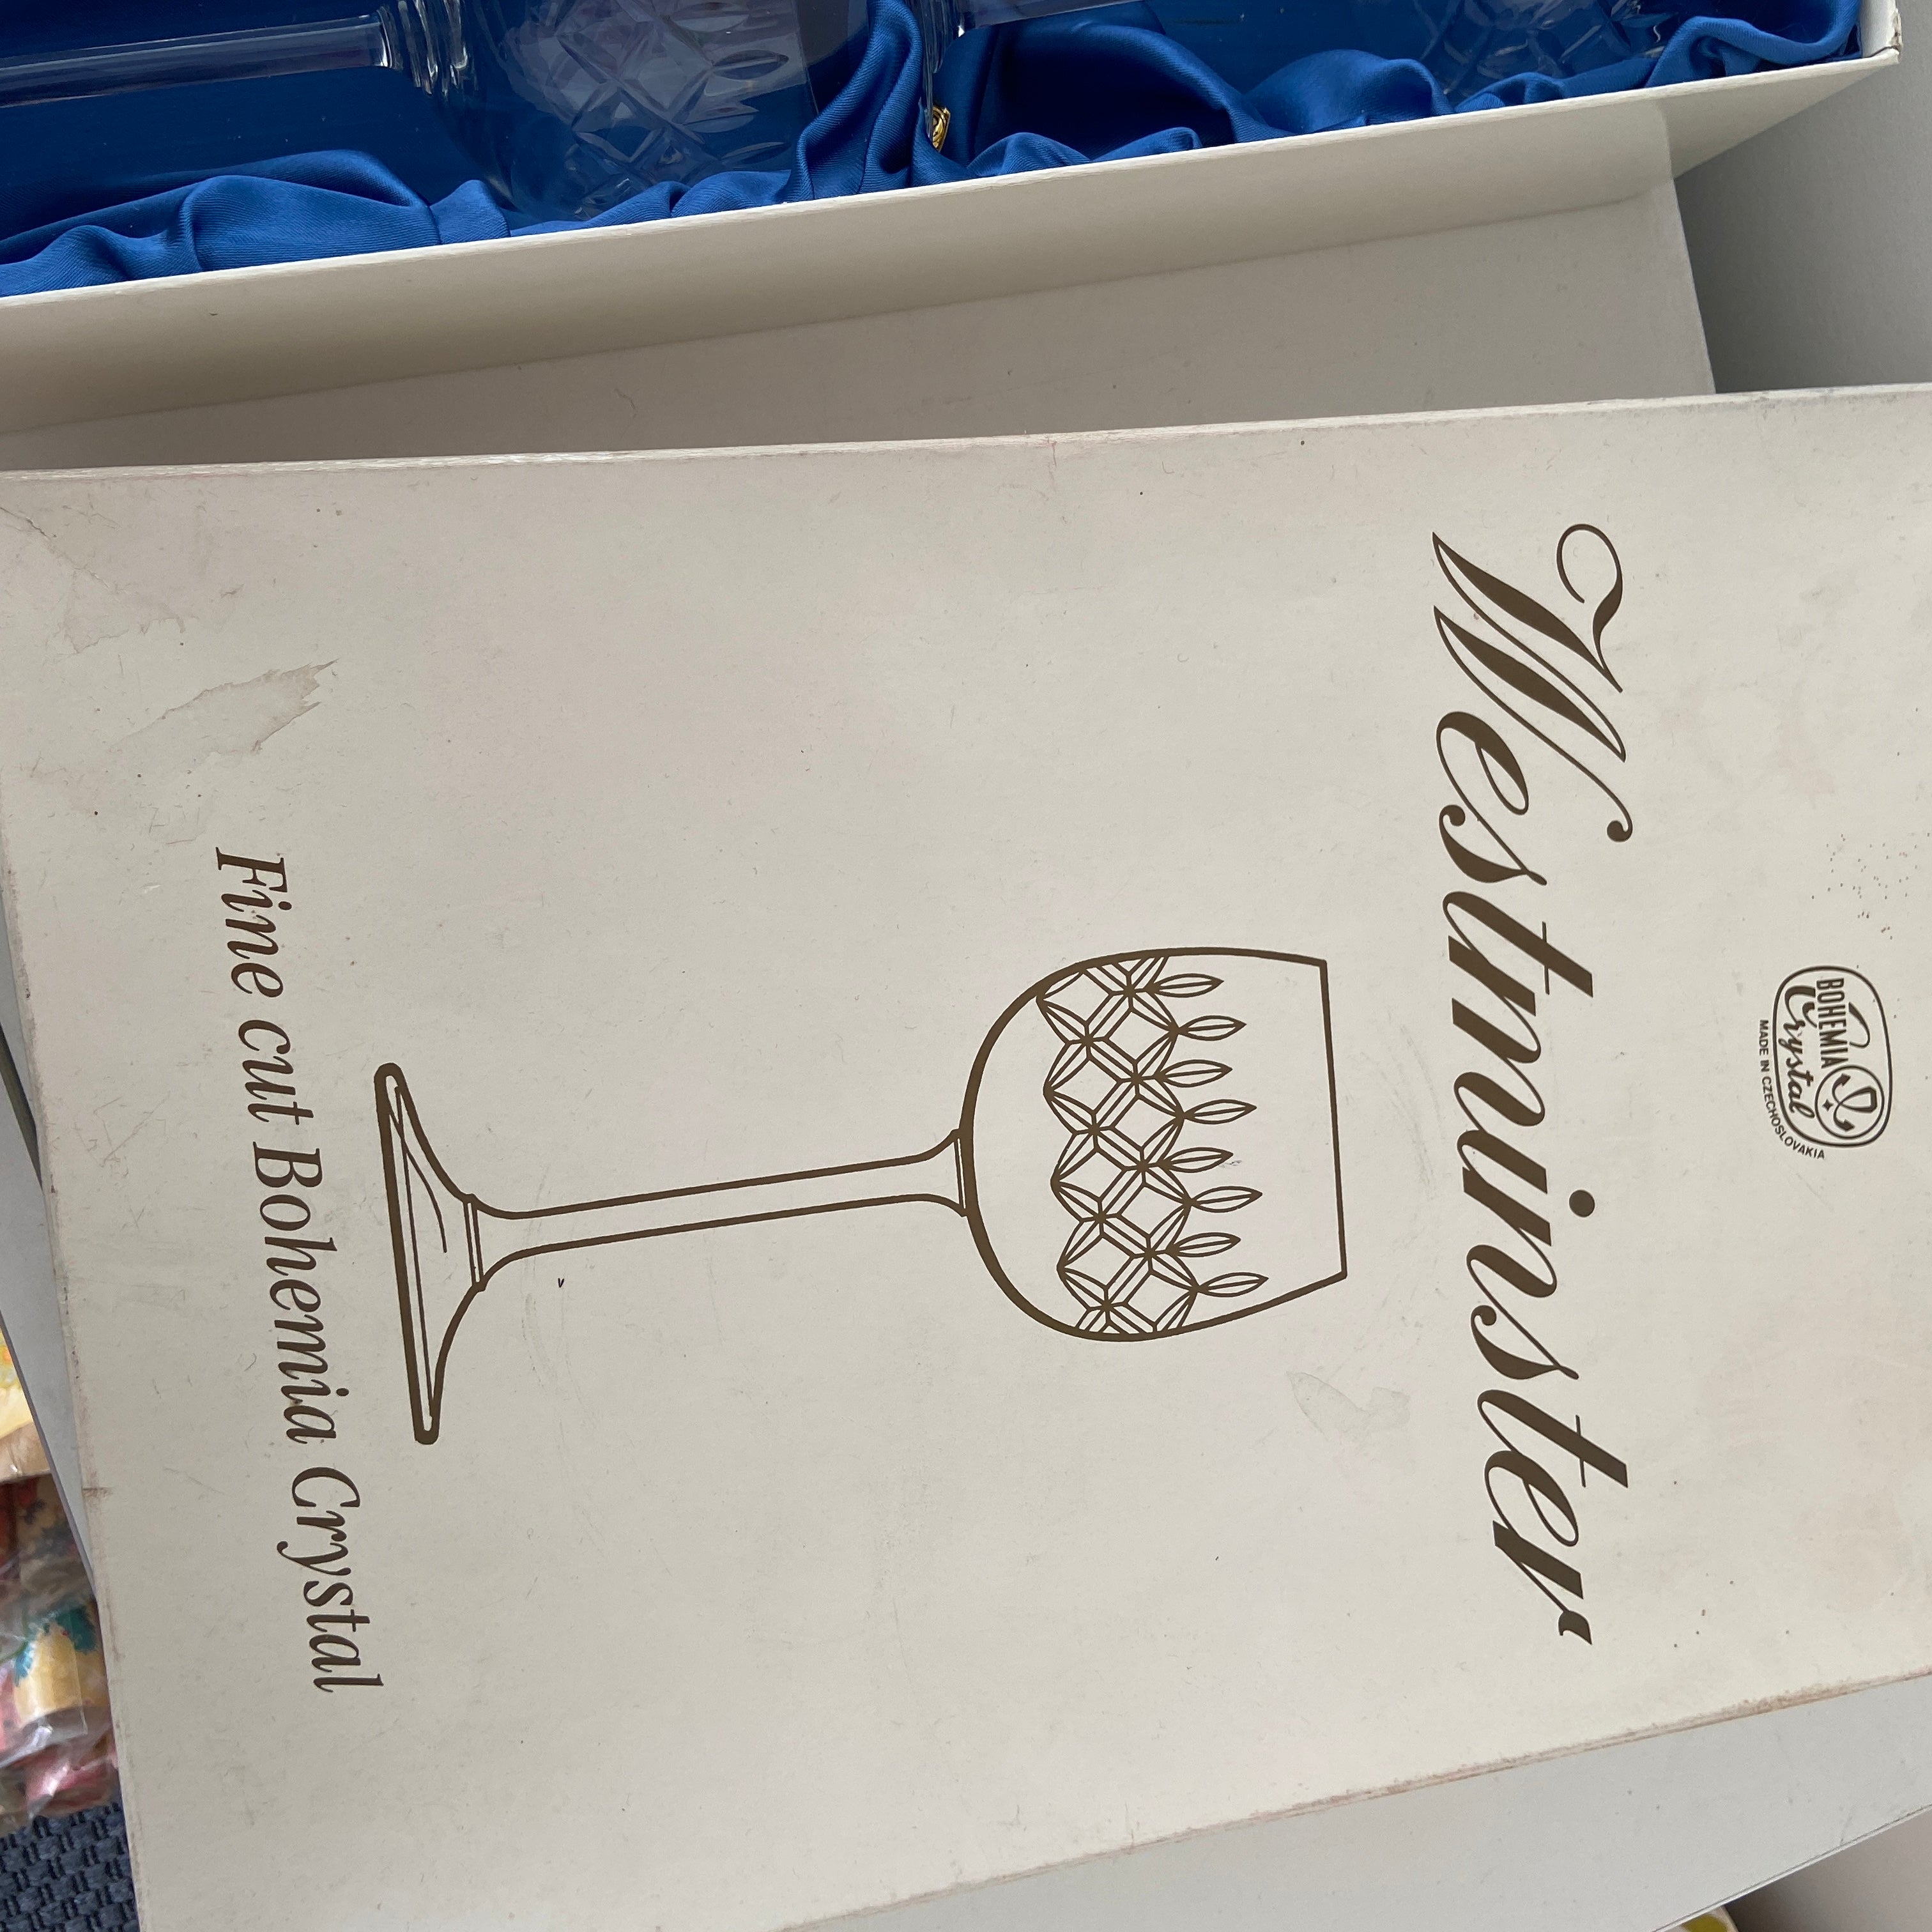 BOHEMIA
Crystal
MADE IN CZECHOSLOVAKIA
Westminster
Fine cut Bohemia Crystal